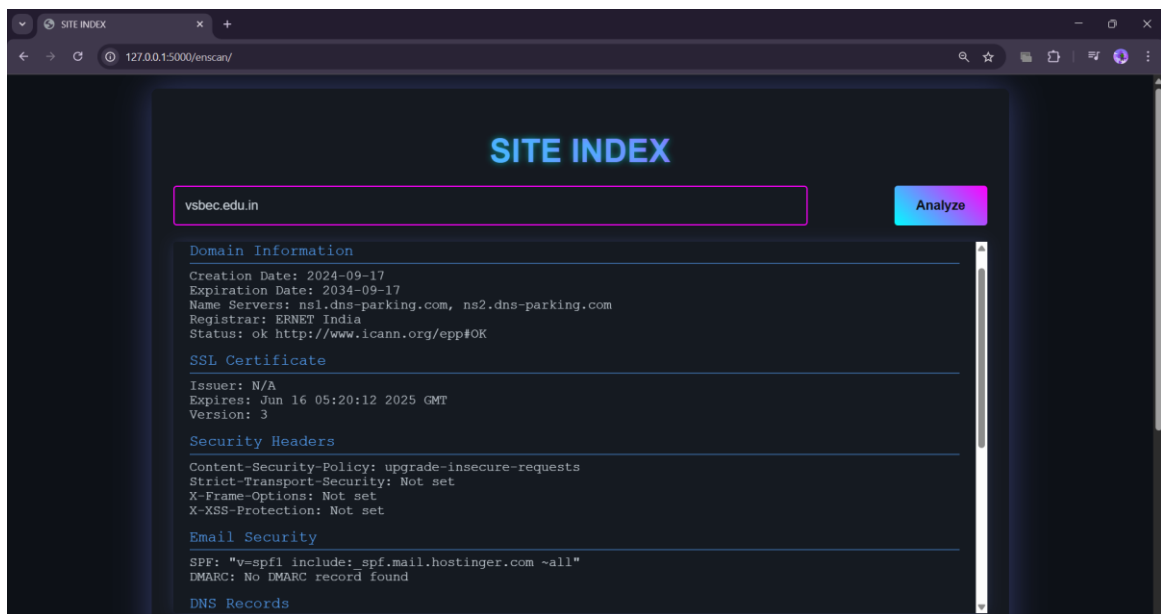 SITE INDEX
127.0.0.1:5000/enscan/
SITE INDEX
vsbec.edu.in
Analyze
Domain Information
Creation Date: 2024-09-17
Expiration Date: 2034-09-17
Name Servers: ns1.dns-parking.com, ns2.dns-parking.com
Registrar: ERNET India
Status: ok http://www.icann.org/epp#OK
SSL Certificate
Issuer: N/A
Expires: Jun 16 05:20:12 2025 GMT
Version: 3
Security Headers
Content-Security-Policy: upgrade-insecure-requests
Strict-Transport-Security: Not set
X-Frame-Options: Not set
X-XSS-Protection: Not set
Email Security
SPF: "v=spf1 include:_spf.mail.hostinger.com ~all"
DMARC: No DMARC record found
DNS Records